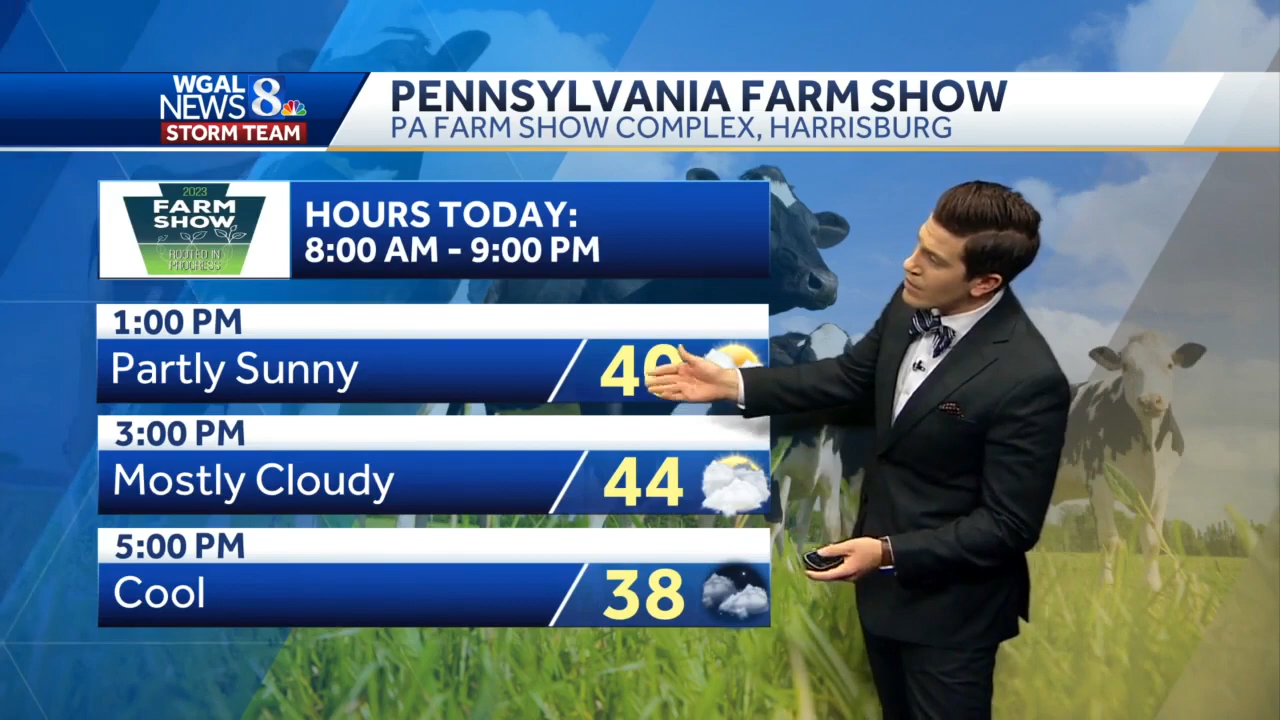 WGAL
NEWS 8
STORM TEAM
PENNSYLVANIA FARM SHOW
PA FARM SHOW COMPLEX, HARRISBURG
2023
FARM
SHOW
ROOTED IN
PROGRESS
HOURS TODAY:
8:00 AM - 9:00 PM
1:00 PM
Partly Sunny
3:00 PM
Mostly Cloudy 44
5:00 PM
Cool 38